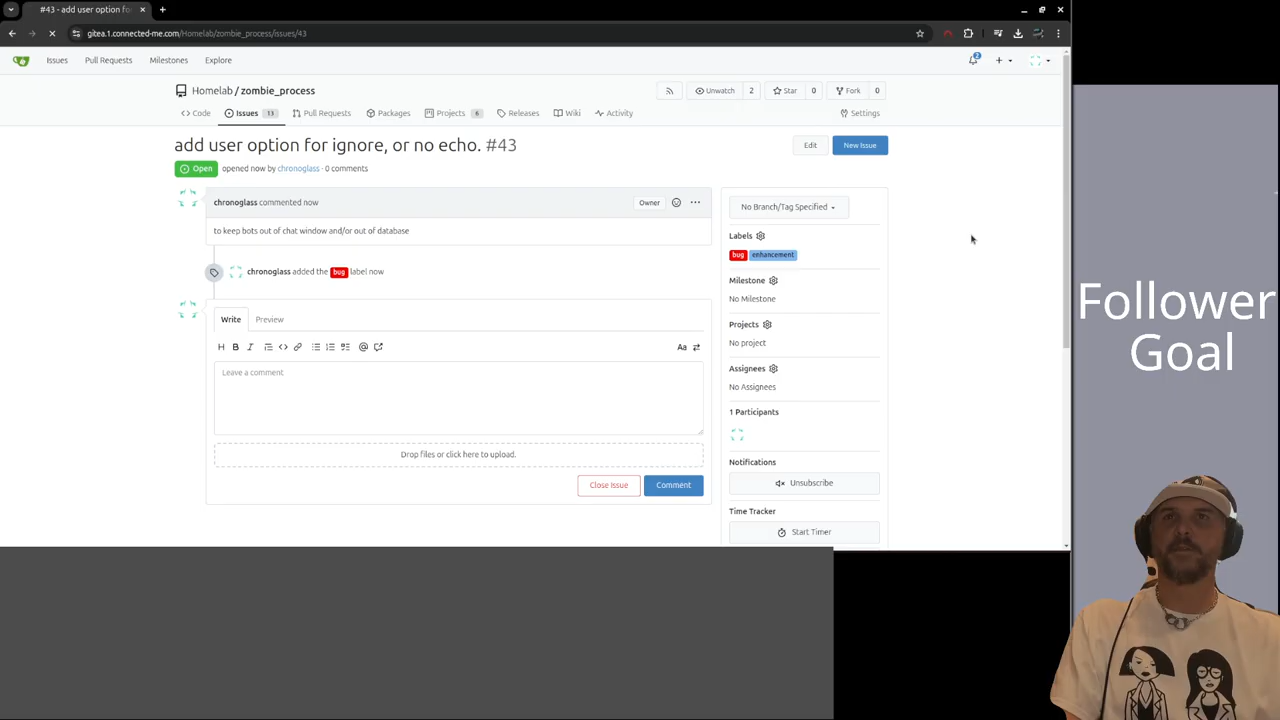 #43 - add user option for
gitea.1.connected-me.com/Homelab/zombie_process/issues/43
Issues
Pull Requests
Milestones
Explore
2
Homelab / zombie_process
Unwatch 2
Star 0
Fork 0
Code
Issues 13
Pull Requests
Packages
Projects 6
Releases
Wiki
Activity
Settings
add user option for ignore, or no echo. #43
Edit
New Issue
Open
opened now by chronoglass · 0 comments
chronoglass commented now
Owner
to keep bots out of chat window and/or out of database
chronoglass added the bug label now
Write
Preview
H B I
Aa
Leave a comment
Drop files or click here to upload.
Close Issue
Comment
No Branch/Tag Specified
Labels
bug enhancement
Milestone
No Milestone
Projects
No project
Assignees
No Assignees
1 Participants
Notifications
Unsubscribe
Time Tracker
Start Timer
Follower
Goal